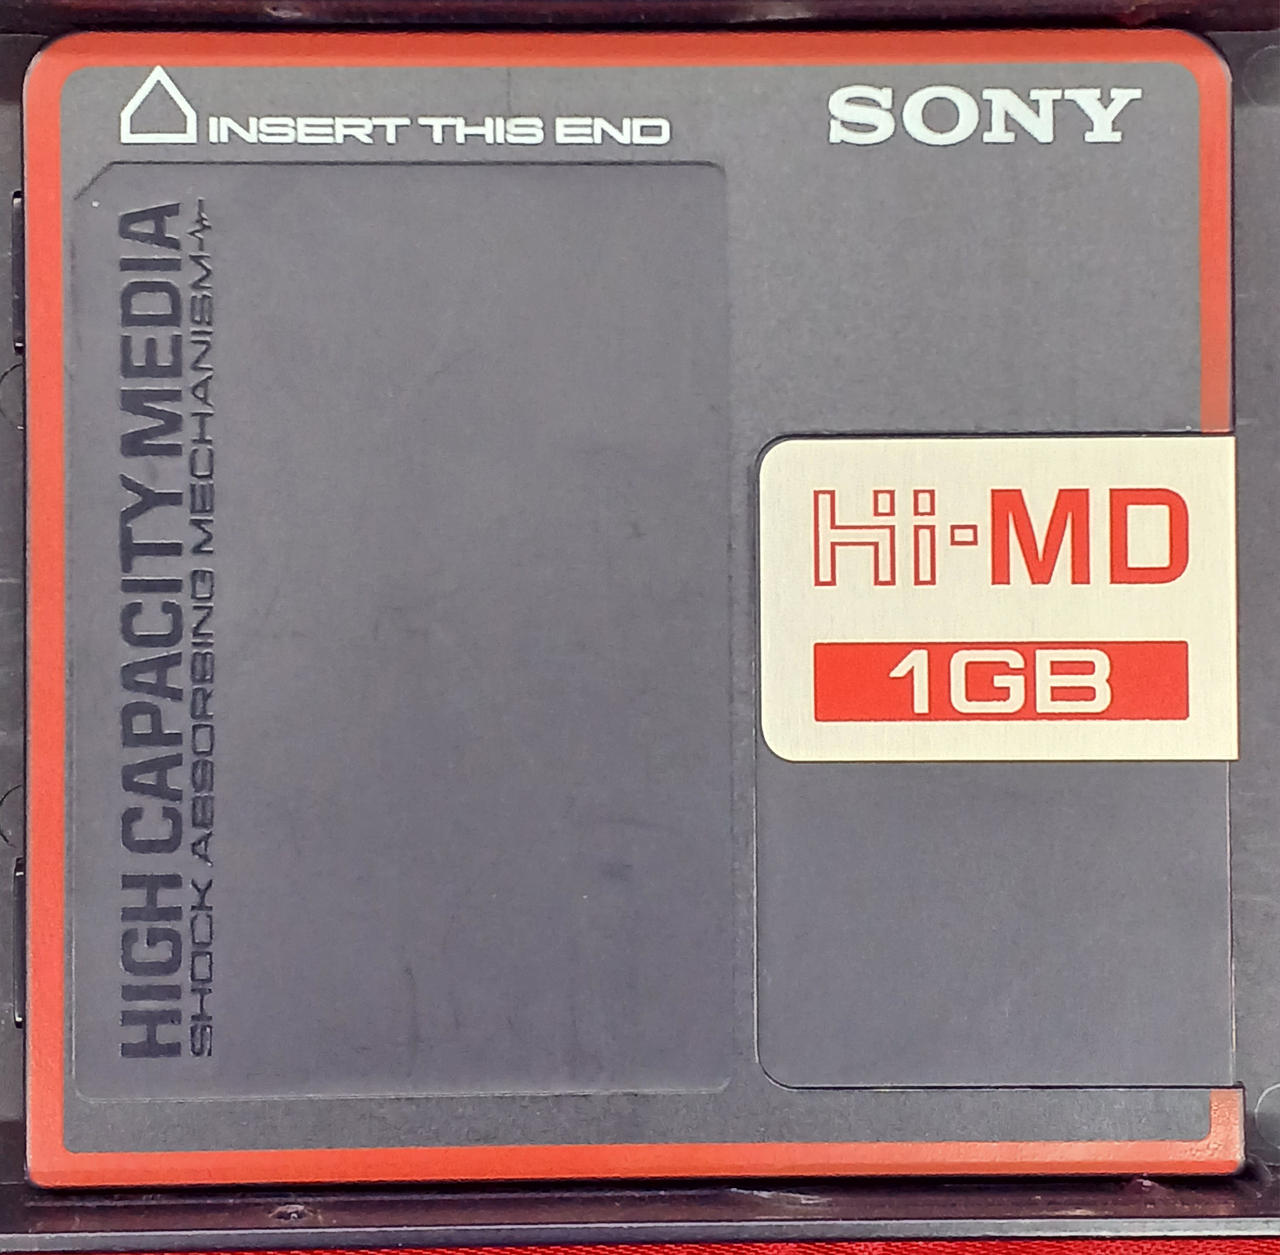 INSERT THIS END
SONY
HIGH CAPACITY MEDIA
SHOCK ABSORBING MECHANISM
Hi-MD
1GB